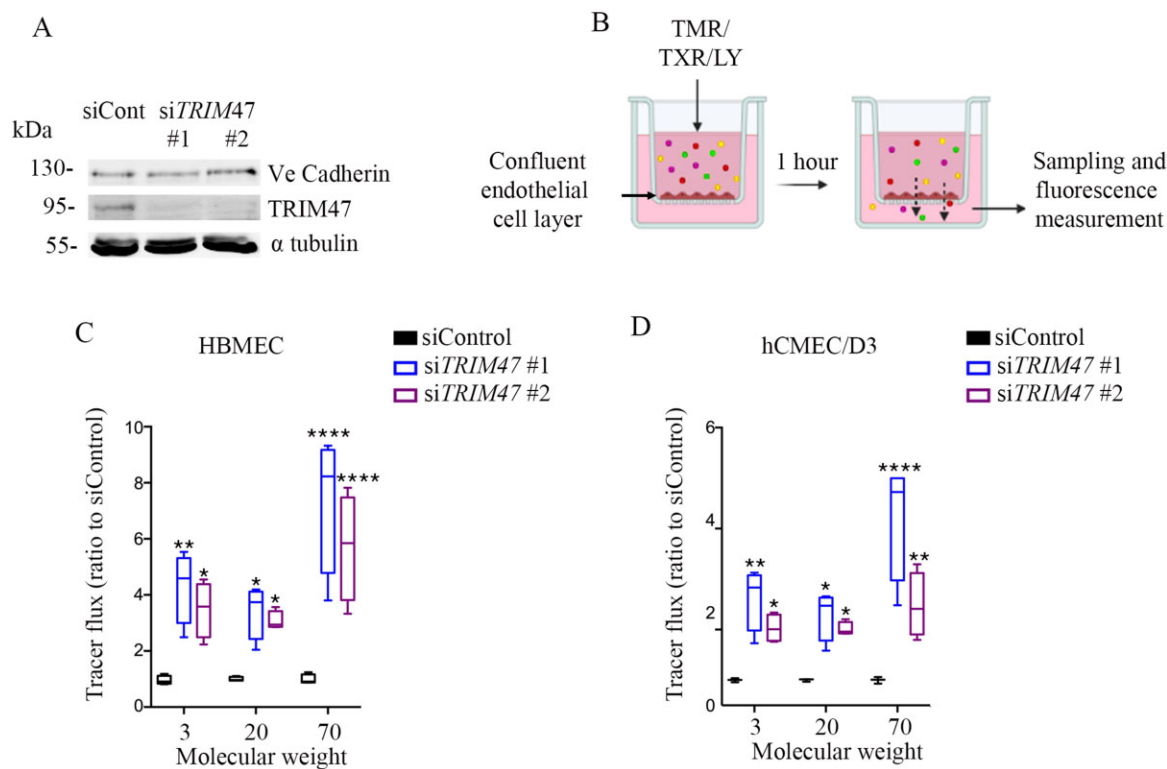 A
siCont siTRIM47
kDa
#1 #2
130- Ve Cadherin
95- TRIM47
55- α tubulin
B
TMR/
TXR/LY
Confluent
endothelial
cell layer
1 hour
Sampling and
fluorescence
measurement
C
HBMEC
siControl
siTRIM47 #1
siTRIM47 #2
Tracer flux (ratio to siControl)
10
8
6
4
2
0
** * * * **** ****
3 20 70
Molecular weight
D
hCMEC/D3
siControl
siTRIM47 #1
siTRIM47 #2
Tracer flux (ratio to siControl)
6
4
2
0
** * * * **** **
3 20 70
Molecular weight